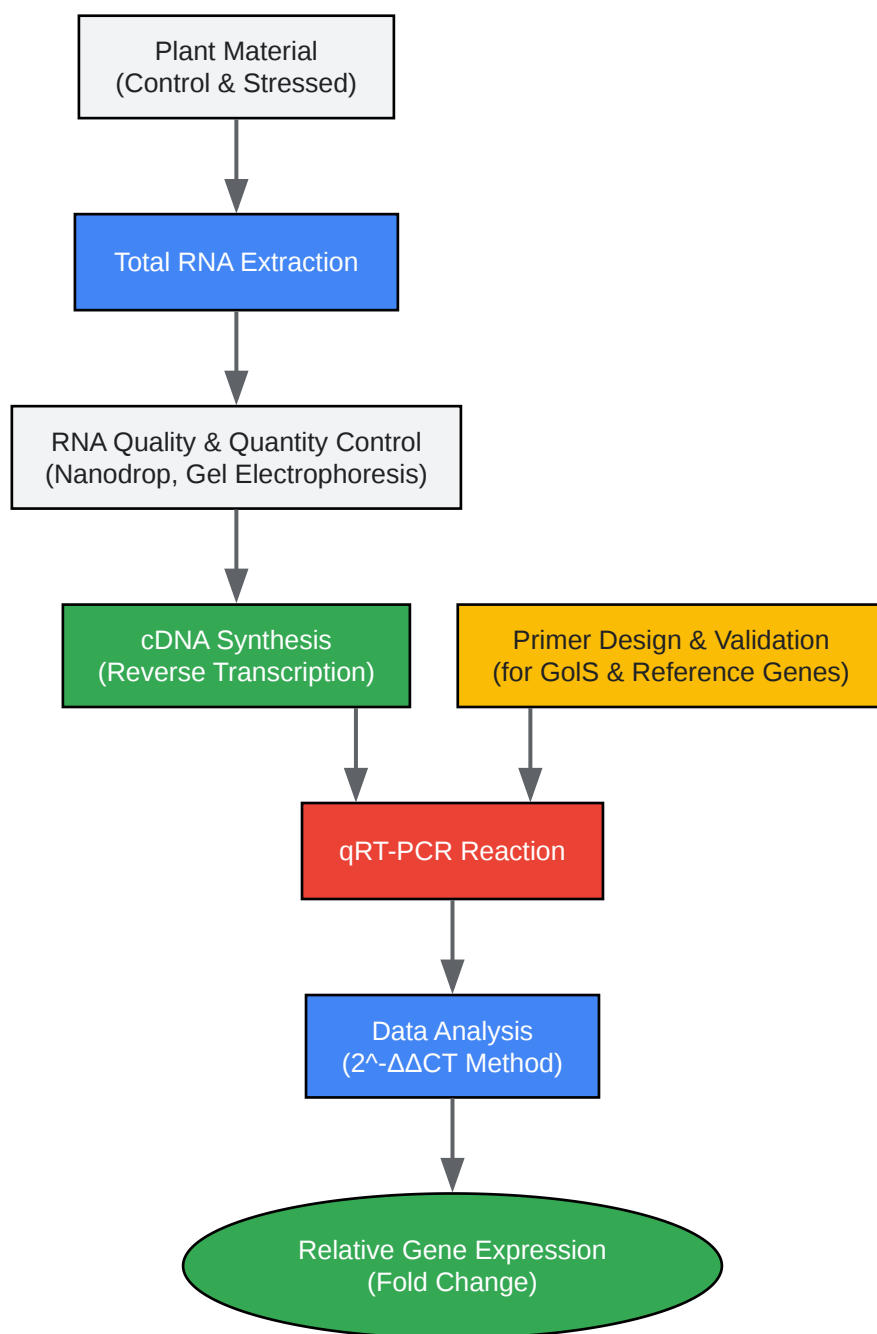 Plant Material
(Control & Stressed)
Total RNA Extraction
RNA Quality & Quantity Control
(Nanodrop, Gel Electrophoresis)
cDNA Synthesis
(Reverse Transcription)
Primer Design & Validation
(for GolS & Reference Genes)
qRT-PCR Reaction
Data Analysis
(2^-ΔΔCT Method)
Relative Gene Expression
(Fold Change)